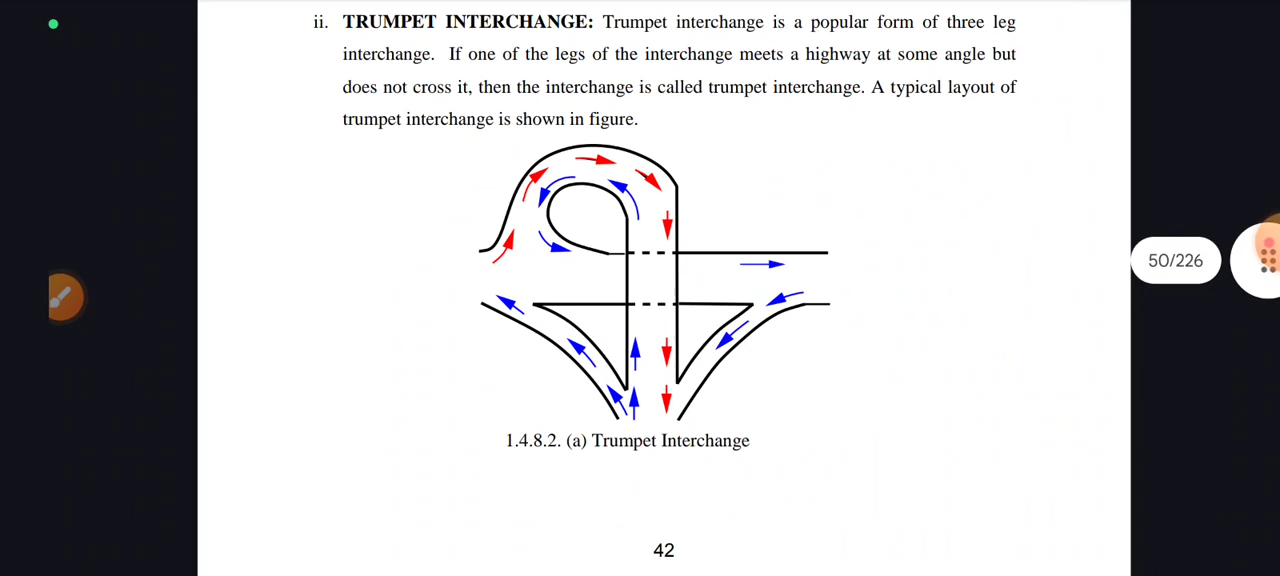 ii. TRUMPET INTERCHANGE: Trumpet interchange is a popular form of three leg
interchange. If one of the legs of the interchange meets a highway at some angle but
does not cross it, then the interchange is called trumpet interchange. A typical layout of
trumpet interchange is shown in figure.
50/226
1.4.8.2. (a) Trumpet Interchange
42